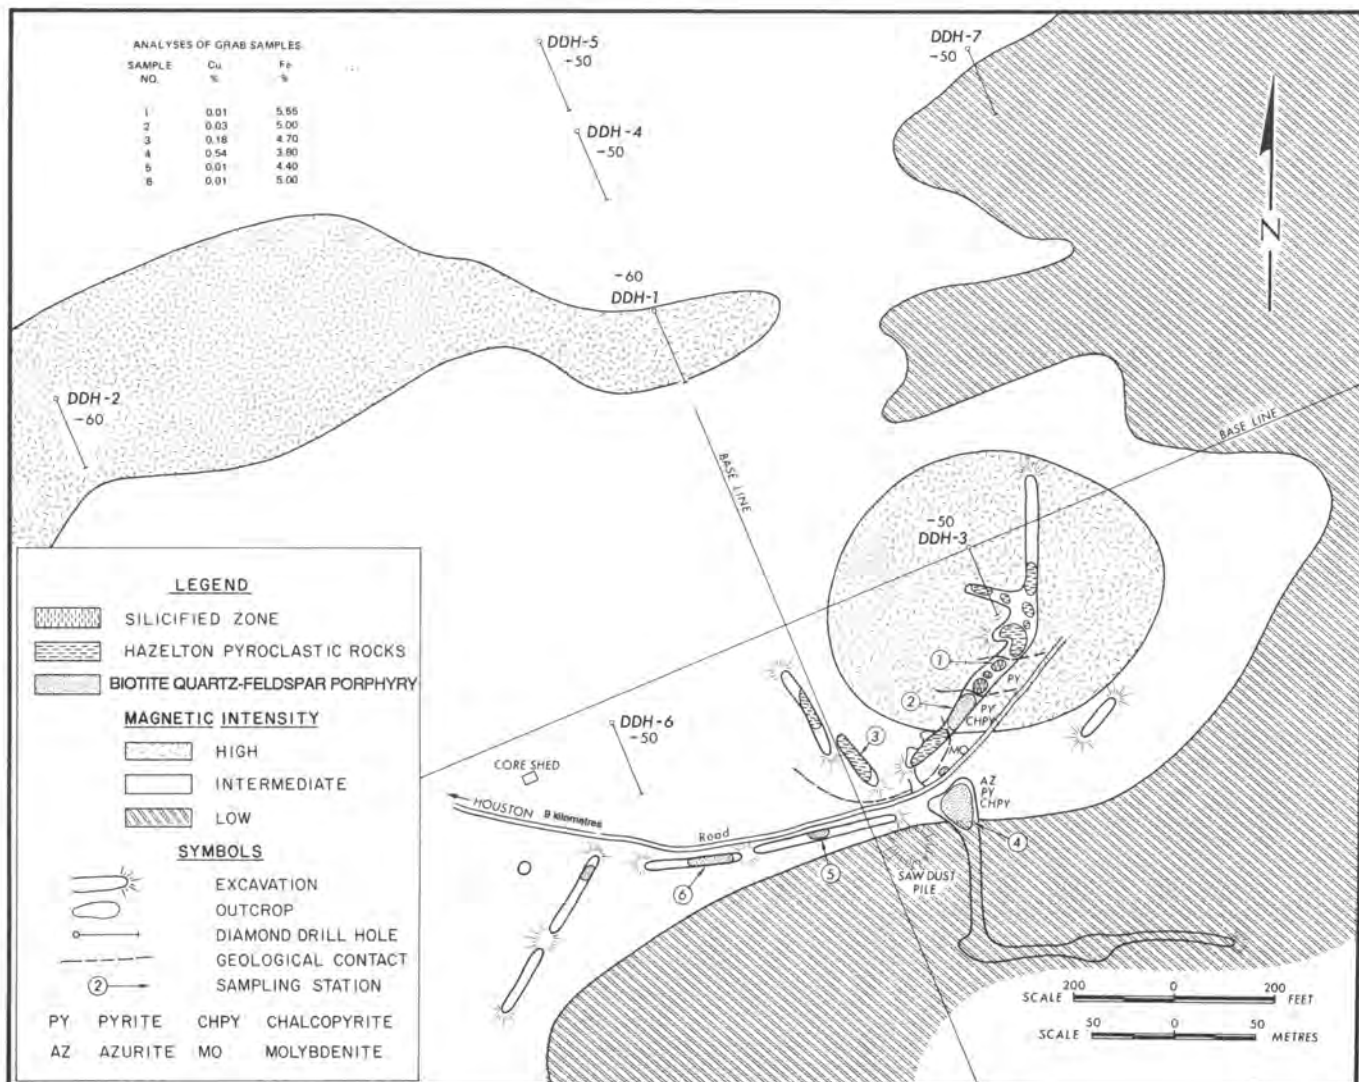 ANALYSES OF GRAB SAMPLES
SAMPLE NO. Cu % Fe %
1 0.01 5.55
2 0.03 5.00
3 0.18 4.70
4 0.54 3.80
5 0.01 4.40
6 0.01 5.00
DDH-5
-50
DDH-4
-50
DDH-7
-50
N
-60
DDH-1
DDH-2
-60
BASE LINE
BASE LINE
-50
DDH-3
1
PY
2
PY
CHPY
MO
3
DDH-6
-50
CORE SHED
HOUSTON 9 kilometres
Road
AZ
PY
CHPY
4
5
6
SAW DUST
PILE
LEGEND
SILICIFIED ZONE
HAZELTON PYROCLASTIC ROCKS
BIOTITE QUARTZ-FELDSPAR PORPHYRY
MAGNETIC INTENSITY
HIGH
INTERMEDIATE
LOW
SYMBOLS
EXCAVATION
OUTCROP
DIAMOND DRILL HOLE
GEOLOGICAL CONTACT
2 SAMPLING STATION
PY PYRITE CHPY CHALCOPYRITE
AZ AZURITE MO MOLYBDENITE
200 0 200
SCALE FEET
50 0 50
SCALE METRES